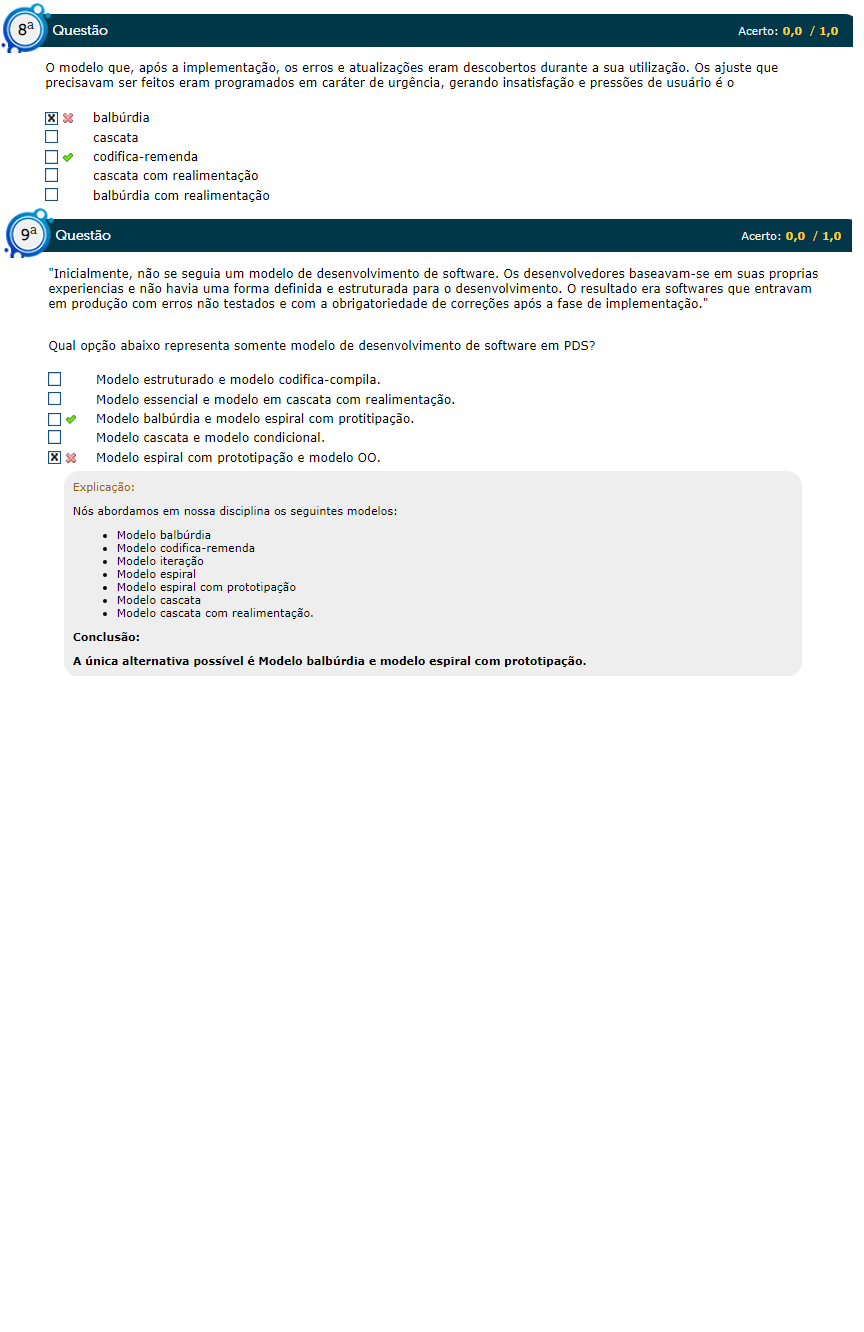 8ª Questão Acerto: 0,0 / 1,0
O modelo que, após a implementação, os erros e atualizações eram descobertos durante a sua utilização. Os ajuste que
precisavam ser feitos eram programados em caráter de urgência, gerando insatisfação e pressões de usuário é o
balbúrdia
cascata
codifica-remenda
cascata com realimentação
balbúrdia com realimentação
9ª Questão Acerto: 0,0 / 1,0
"Inicialmente, não se seguia um modelo de desenvolvimento de software. Os desenvolvedores baseavam-se em suas proprias
experiencias e não havia uma forma definida e estruturada para o desenvolvimento. O resultado era softwares que entravam
em produção com erros não testados e com a obrigatoriedade de correções após a fase de implementação."
Qual opção abaixo representa somente modelo de desenvolvimento de software em PDS?
Modelo estruturado e modelo codifica-compila.
Modelo essencial e modelo em cascata com realimentação.
Modelo balbúrdia e modelo espiral com protitipação.
Modelo cascata e modelo condicional.
Modelo espiral com prototipação e modelo OO.
Explicação:
Nós abordamos em nossa disciplina os seguintes modelos:
• Modelo balbúrdia
• Modelo codifica-remenda
• Modelo iteração
• Modelo espiral
• Modelo espiral com prototipação
• Modelo cascata
• Modelo cascata com realimentação.
Conclusão:
A única alternativa possível é Modelo balbúrdia e modelo espiral com prototipação.